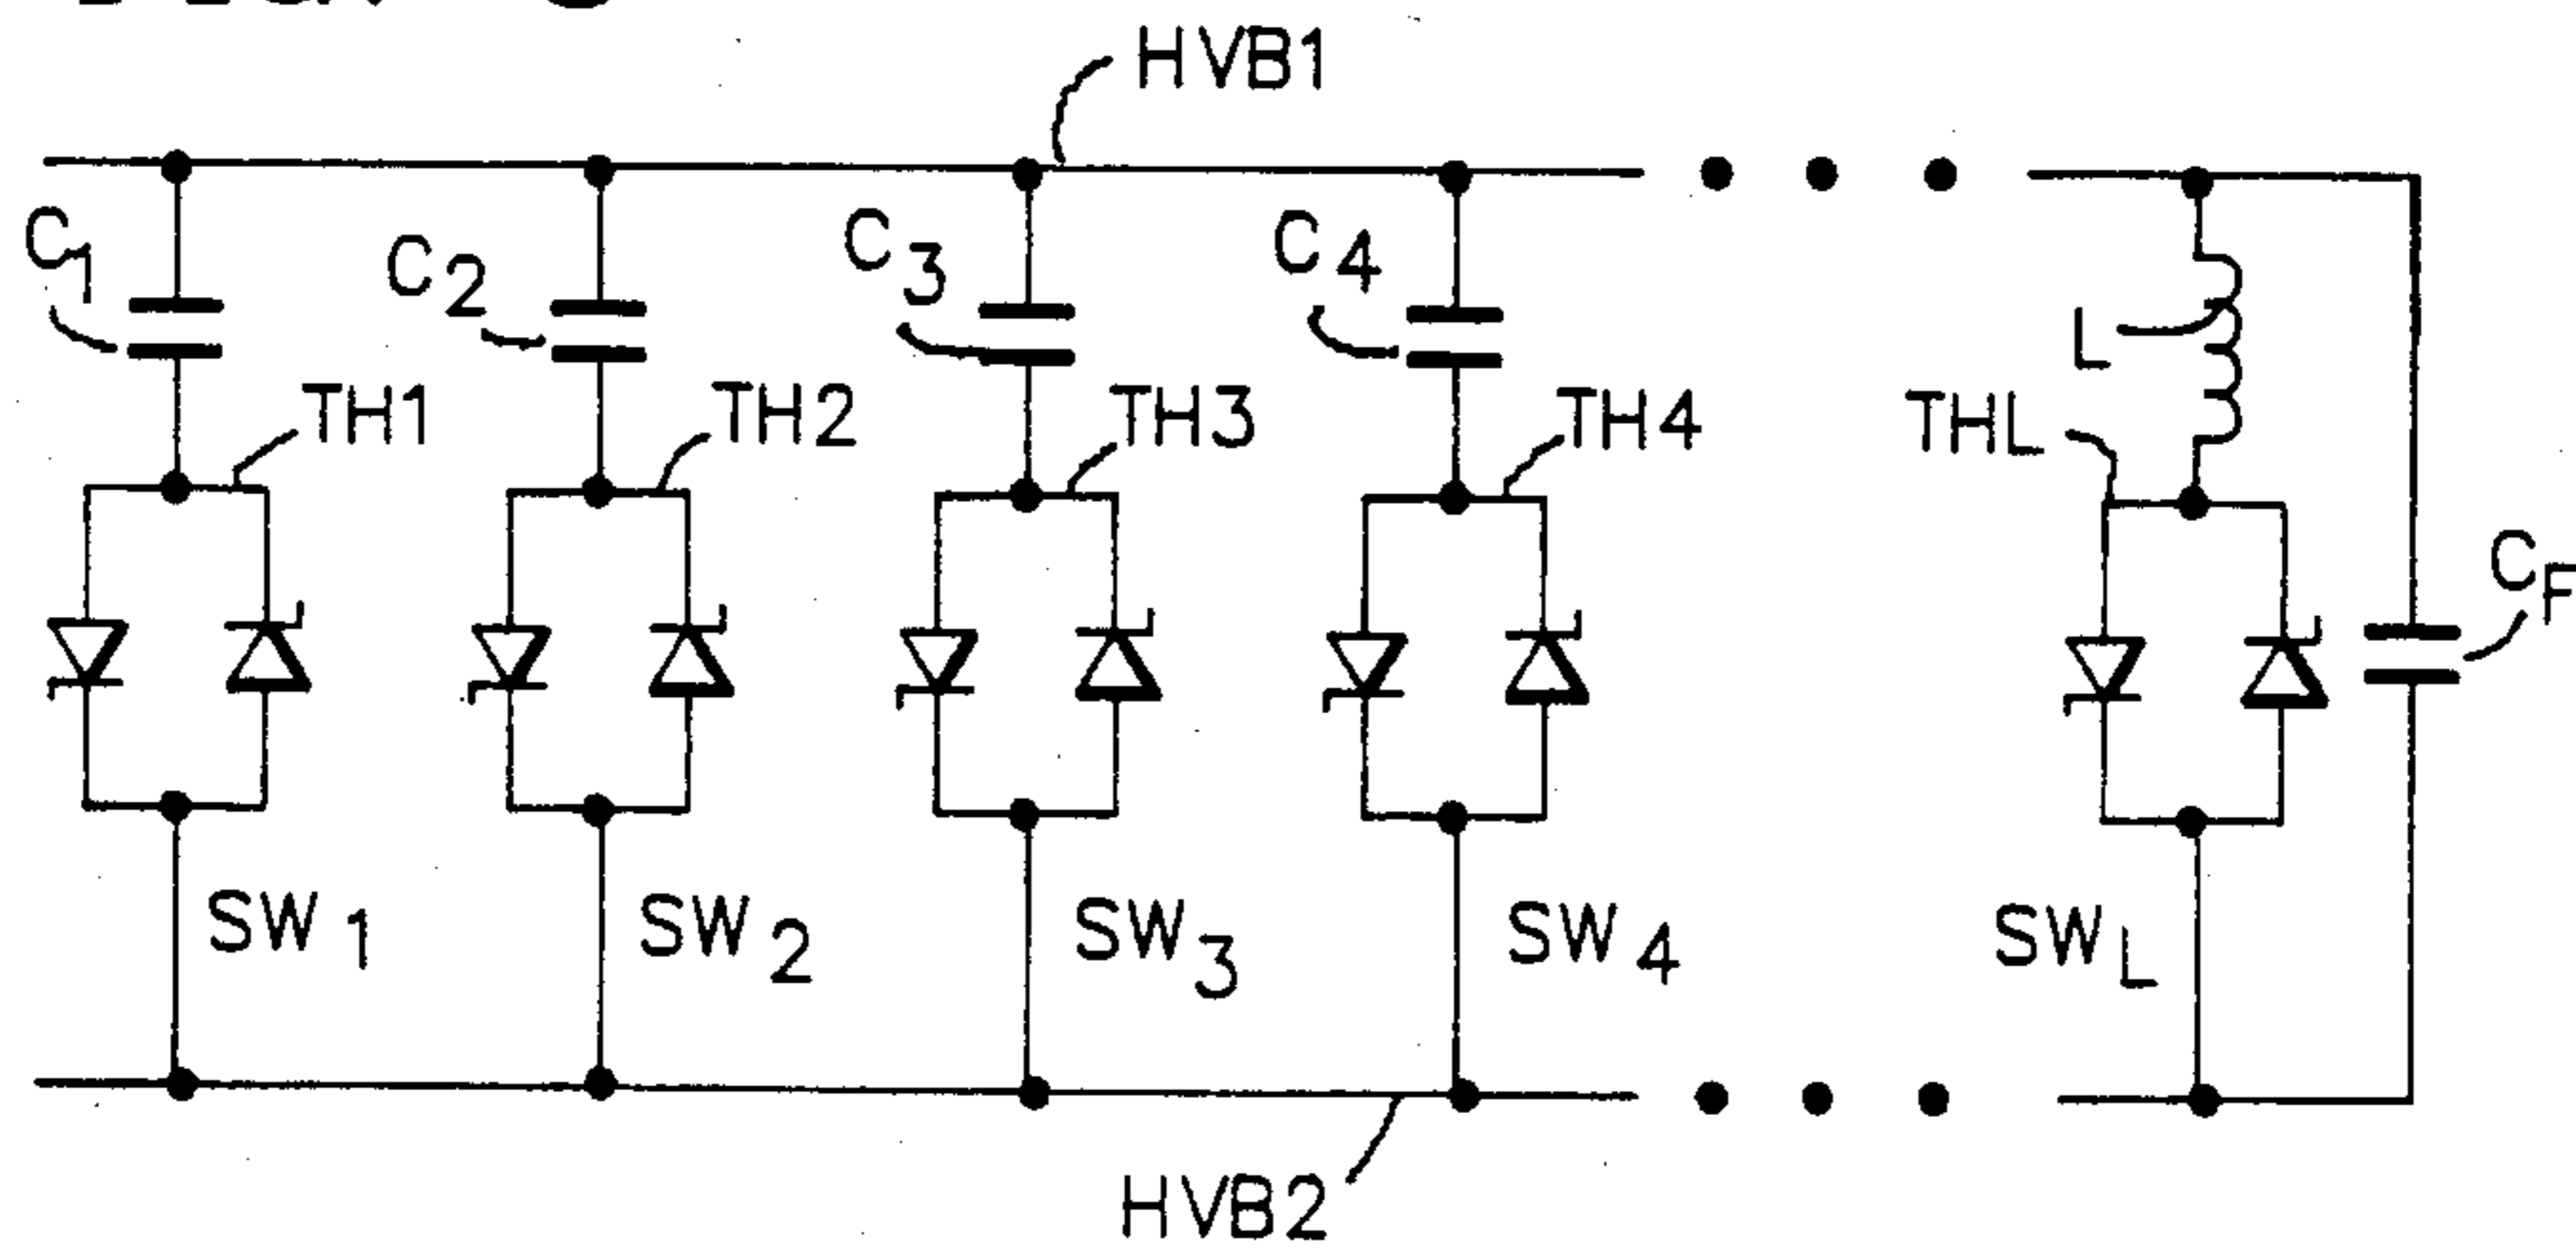 HVB1
C1
C2
C3
C4
L
TH1
TH2
TH3
TH4
THL
CF
SW1
SW2
SW3
SW4
SWL
HVB2